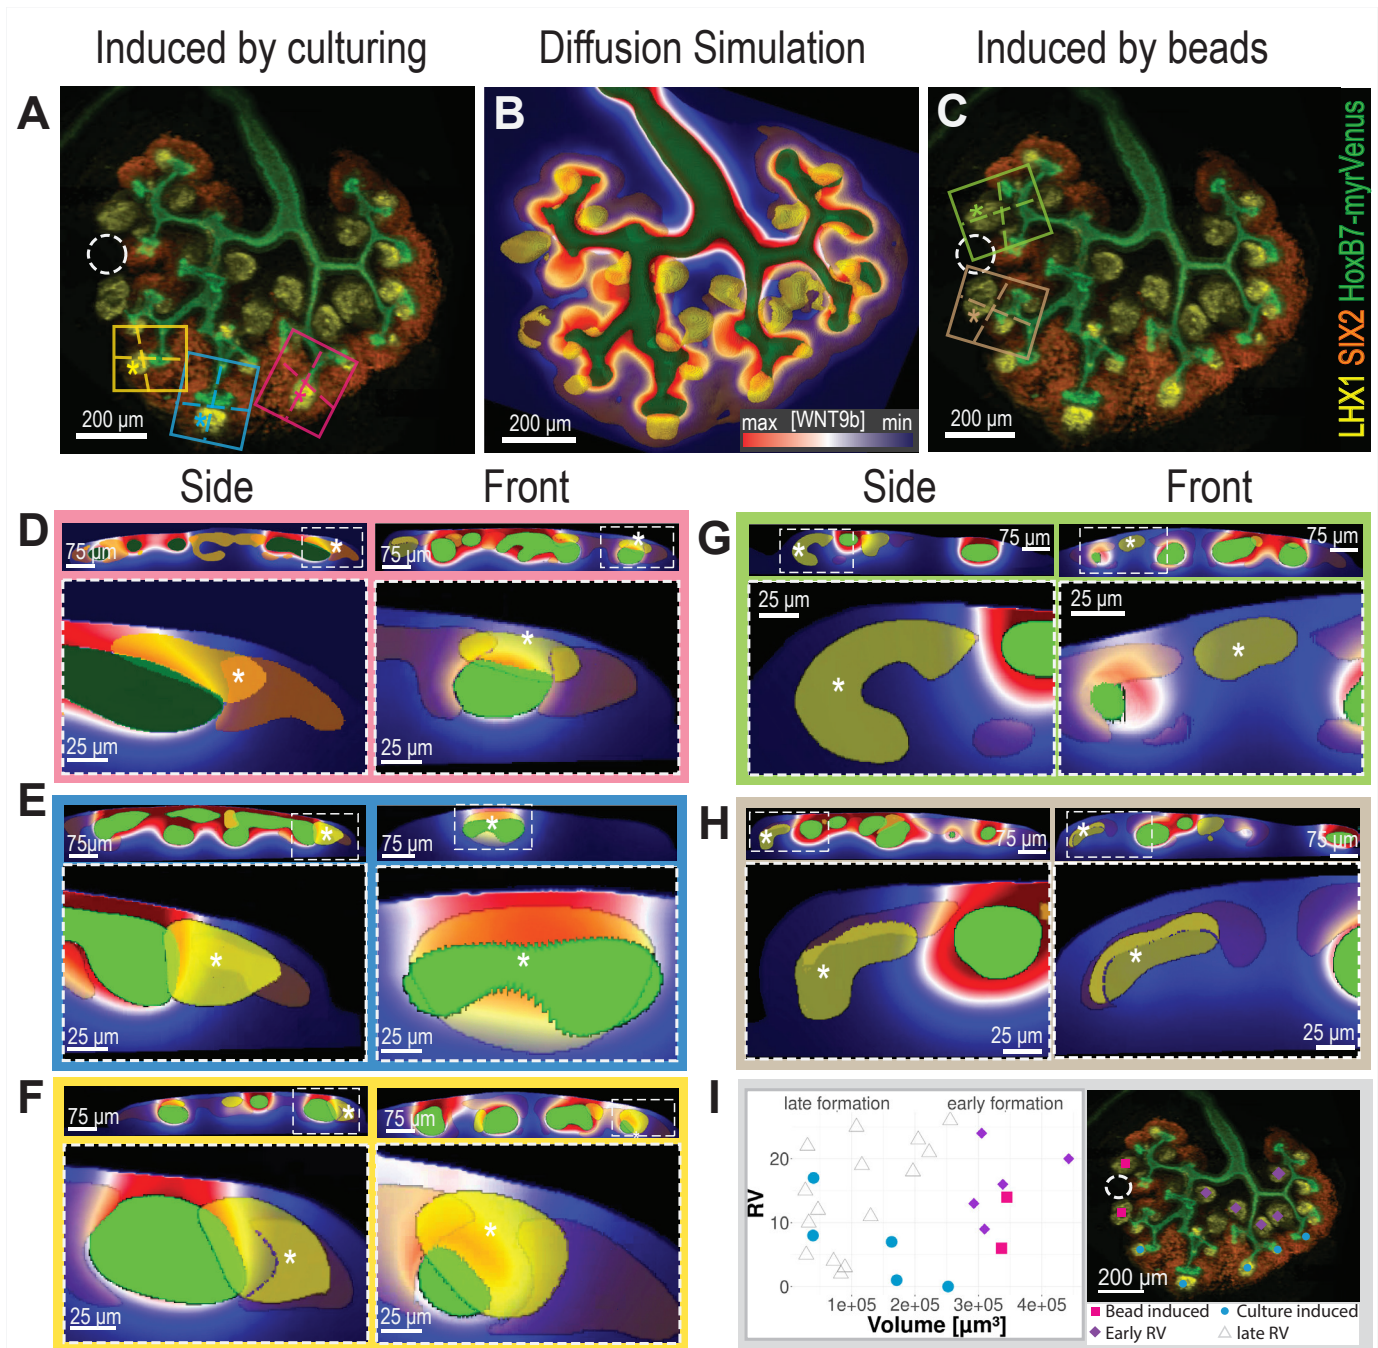 Induced by culturing
Diffusion Simulation
Induced by beads
A
200 µm
B
200 µm
max [WNT9b] min
C
200 µm
LHX1 SIX2 HoxB7-myrVenus
Side
Front
Side
Front
D
75 µm
75 µm
25 µm
25 µm
G
75 µm
75 µm
25 µm
25 µm
E
75µm
75 µm
25 µm
25 µm
H
75 µm
75 µm
25 µm
25 µm
F
75 µm
75 µm
25 µm
25 µm
I
late formation
early formation
RV
20
10
0
1e+05
2e+05
3e+05
4e+05
Volume [µm³]
200 µm
Bead induced
Culture induced
Early RV
late RV